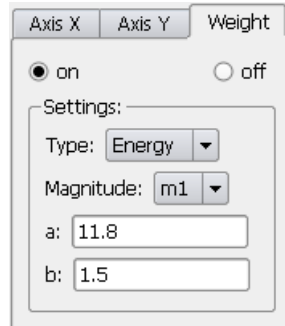 Axis X Axis Y Weight
on off
Settings:
Type: Energy
Magnitude: m1
a: 11.8
b: 1.5